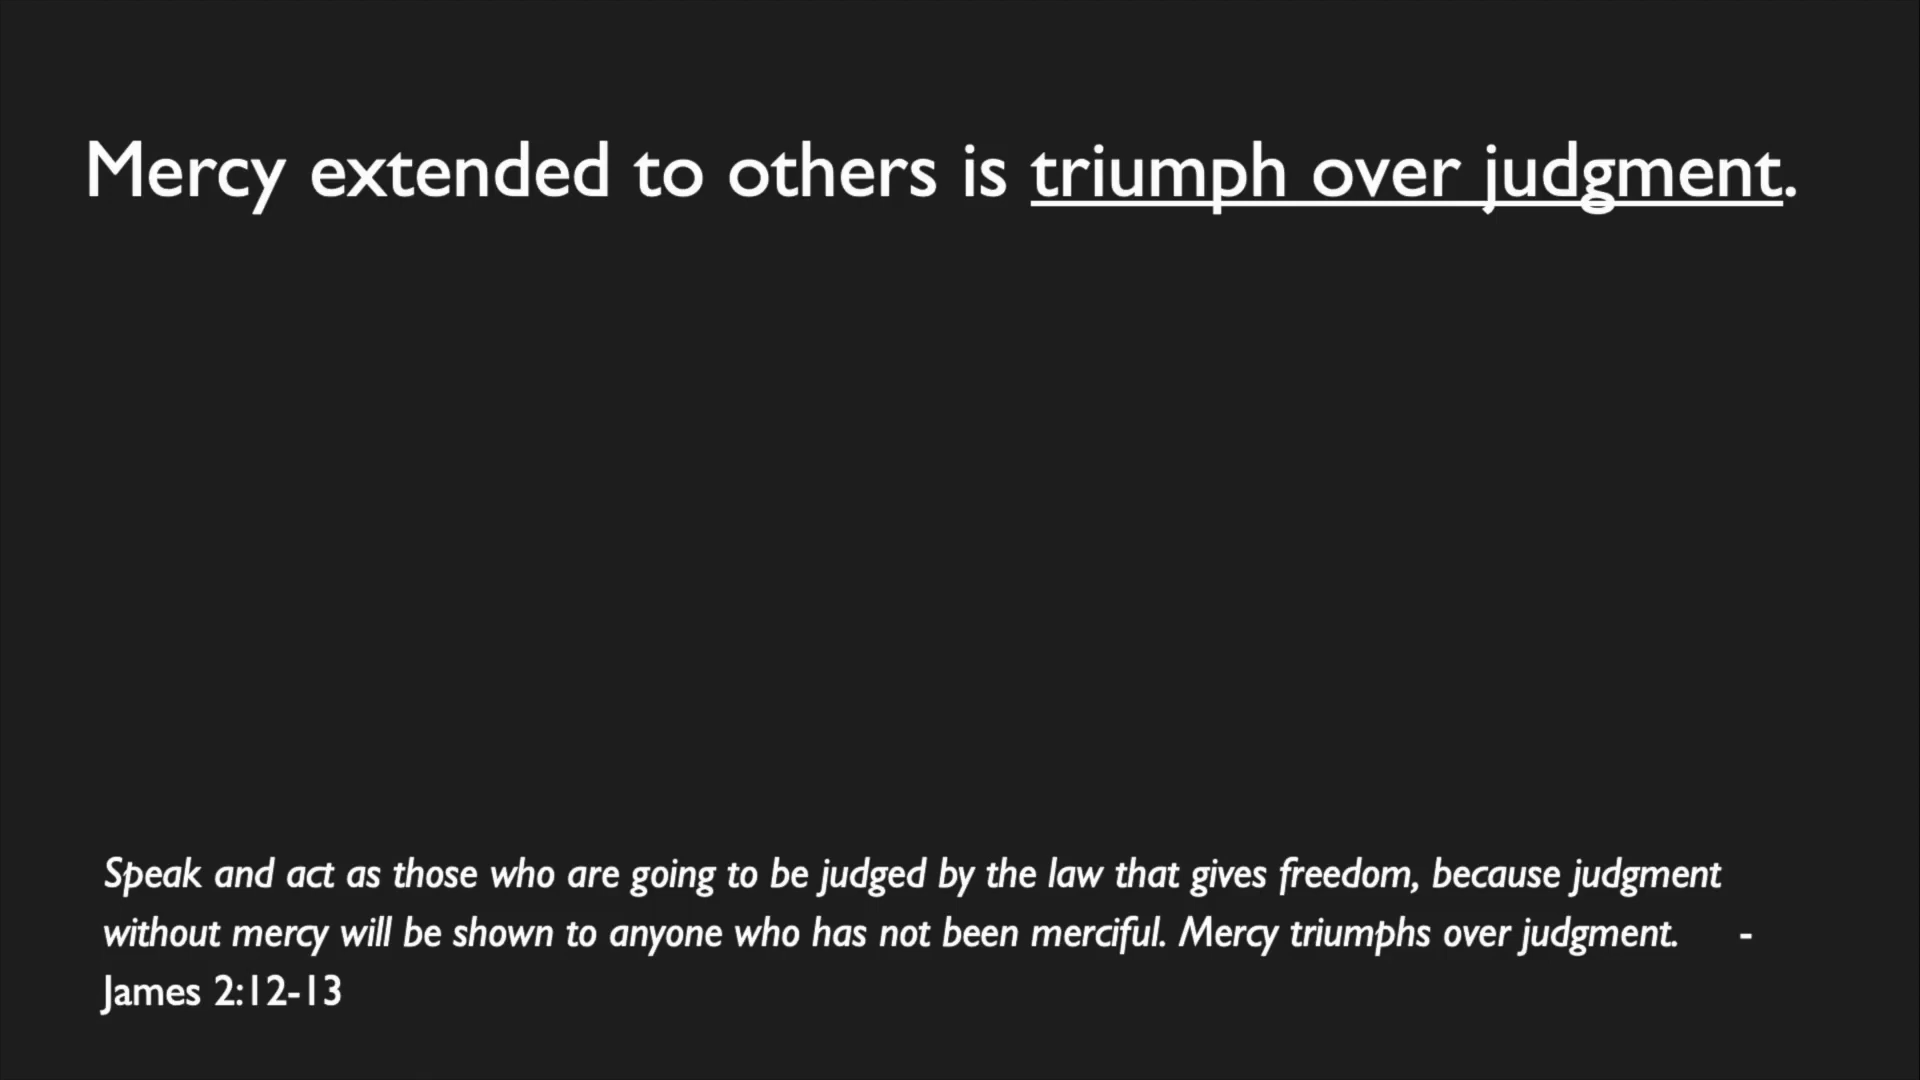 Mercy extended to others is triumph over judgment.
Speak and act as those who are going to be judged by the law that gives freedom, because judgment
without mercy will be shown to anyone who has not been merciful. Mercy triumphs over judgment. -
James 2:12-13